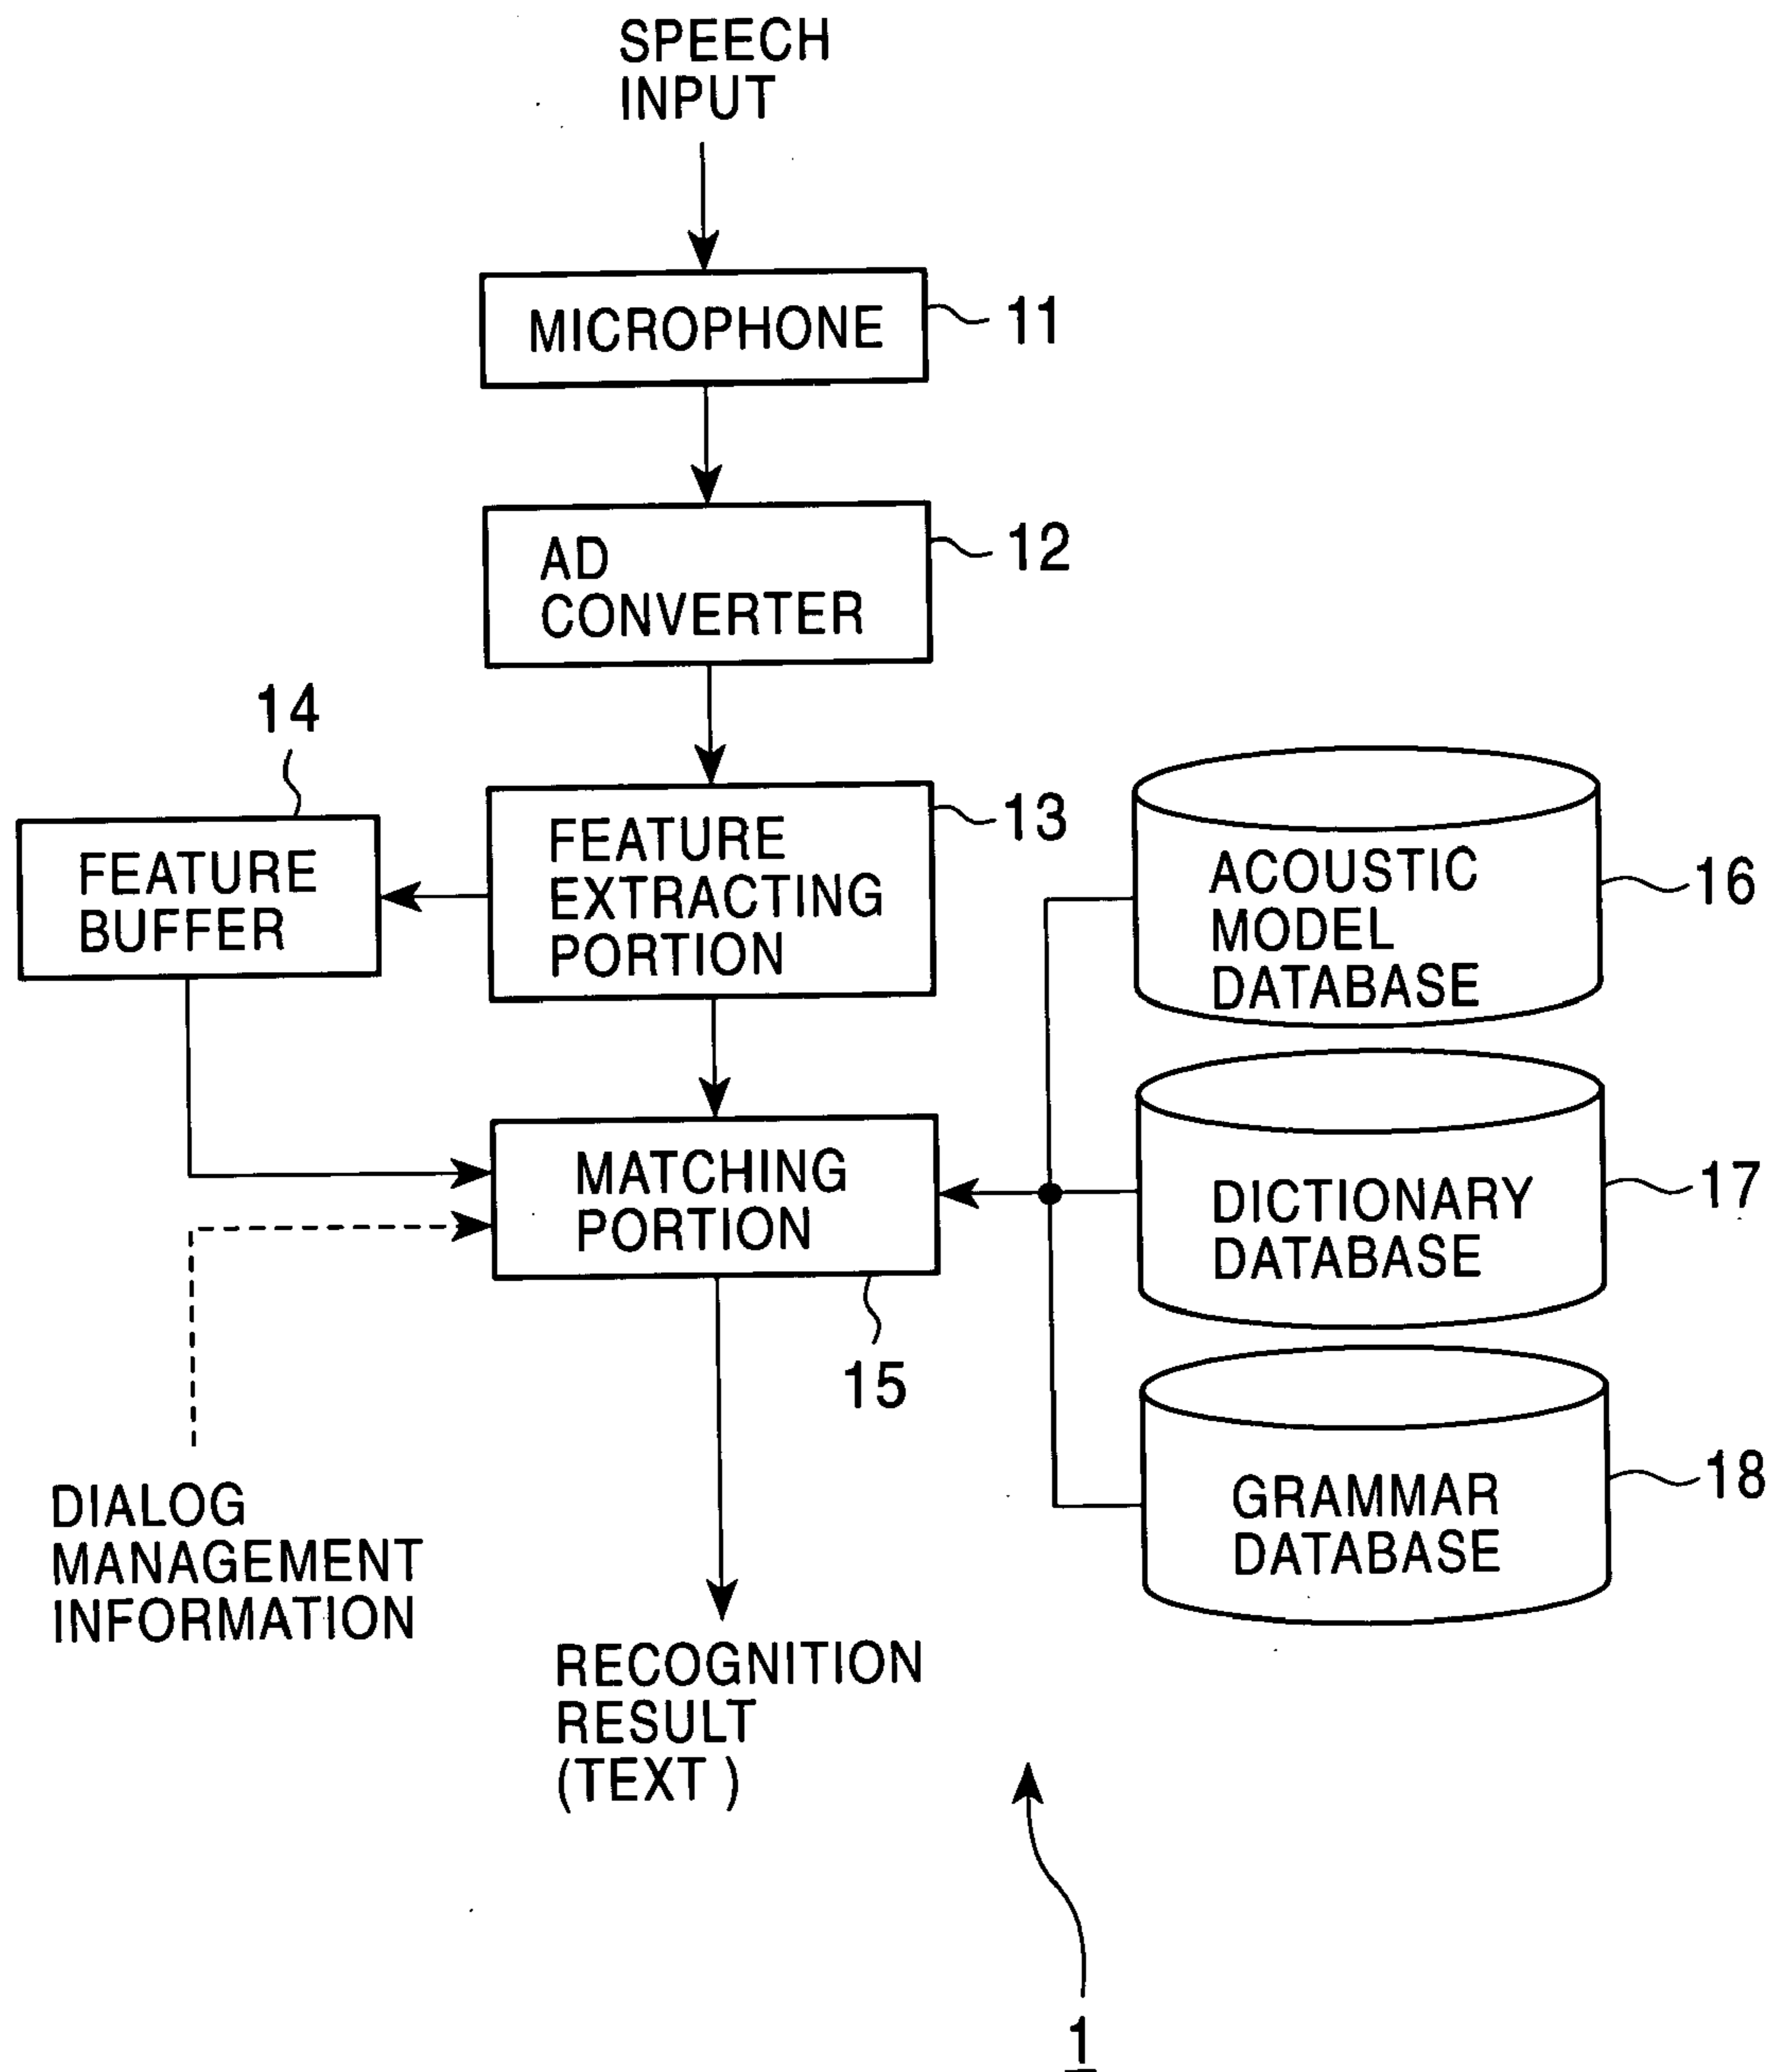 SPEECH
INPUT
MICROPHONE
11
AD
CONVERTER
12
14
FEATURE
BUFFER
FEATURE
EXTRACTING
PORTION
13
ACOUSTIC
MODEL
DATABASE
16
MATCHING
PORTION
15
DICTIONARY
DATABASE
17
GRAMMAR
DATABASE
18
DIALOG
MANAGEMENT
INFORMATION
RECOGNITION
RESULT
(TEXT )
1